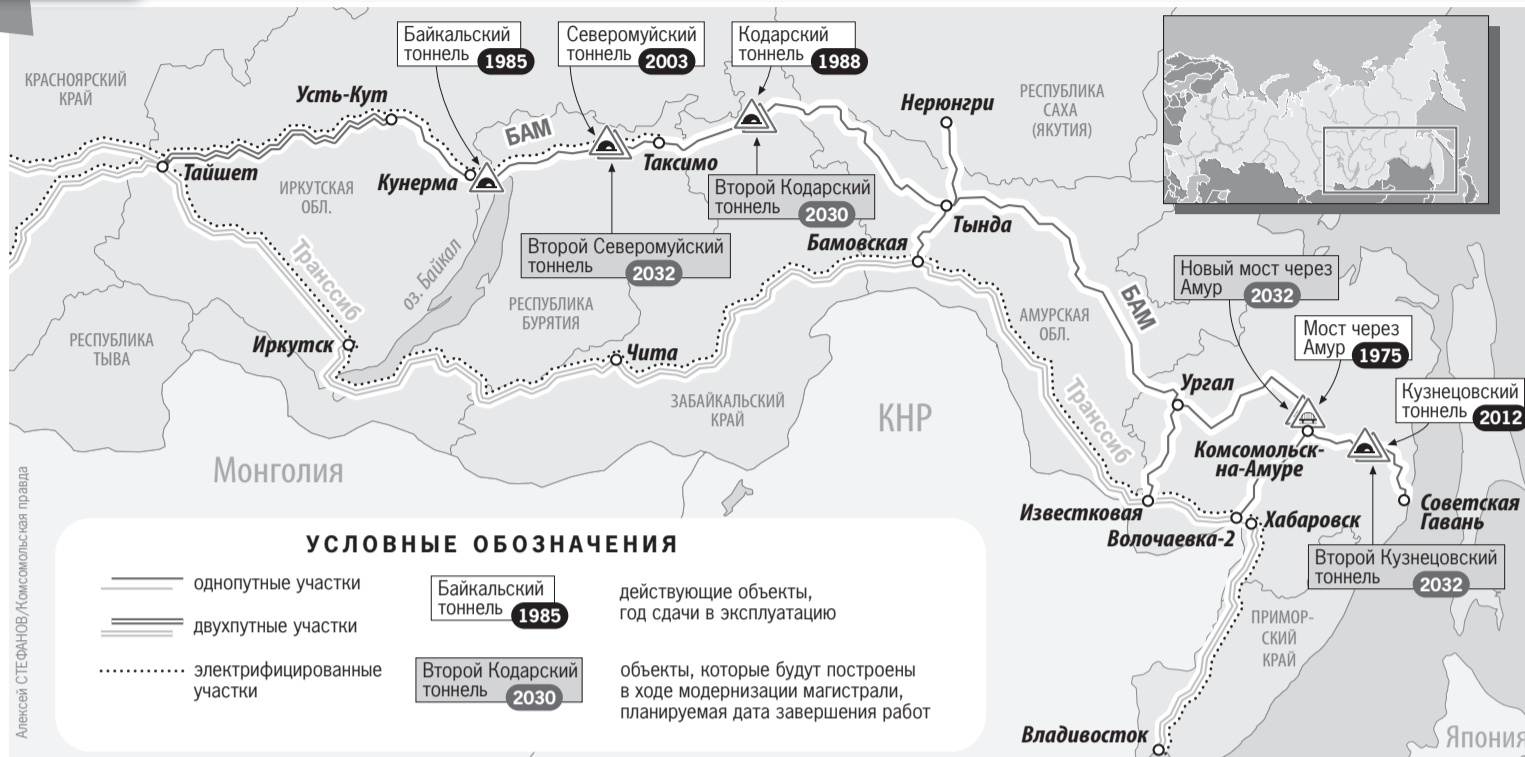 КРАСНОЯРСКИЙ
КРАЙ
Байкальский
тоннель 1985
Северомуйский
тоннель 2003
Кодарский
тоннель 1988
Усть-Кут
БАМ
Нерюнгри
РЕСПУБЛИКА
САХА
(ЯКУТИЯ)
Тайшет
ИРКУТСКАЯ
ОБЛ.
Кунерма
Таксимо
Второй Кодарский
тоннель 2030
Тында
Бамовская
Второй Северомуйский
тоннель 2032
Транссиб
оз. Байкал
РЕСПУБЛИКА
БУРЯТИЯ
РЕСПУБЛИКА
ТЫВА
Иркутск
Чита
ЗАБАЙКАЛЬСКИЙ
КРАЙ
АМУРСКАЯ
ОБЛ.
БАМ
Новый мост через
Амур 2032
Мост через
Амур 1975
Кузнецовский
тоннель 2012
Ургал
КНР
Транссиб
Монголия
Комсомольск-
на-Амуре
Известковая
Волочаевка-2
Хабаровск
Советская
Гавань
Второй Кузнецовский
тоннель 2032
ПРИМОР-
СКИЙ
КРАЙ
Владивосток
Япония
УСЛОВНЫЕ ОБОЗНАЧЕНИЯ
однопутные участки
двухпутные участки
электрифицированные
участки
Байкальский
тоннель 1985
действующие объекты,
год сдачи в эксплуатацию
Второй Кодарский
тоннель 2030
объекты, которые будут построены
в ходе модернизации магистрали,
планируемая дата завершения работ
Алексей СТЕФАНОВ/Комсомольская правда